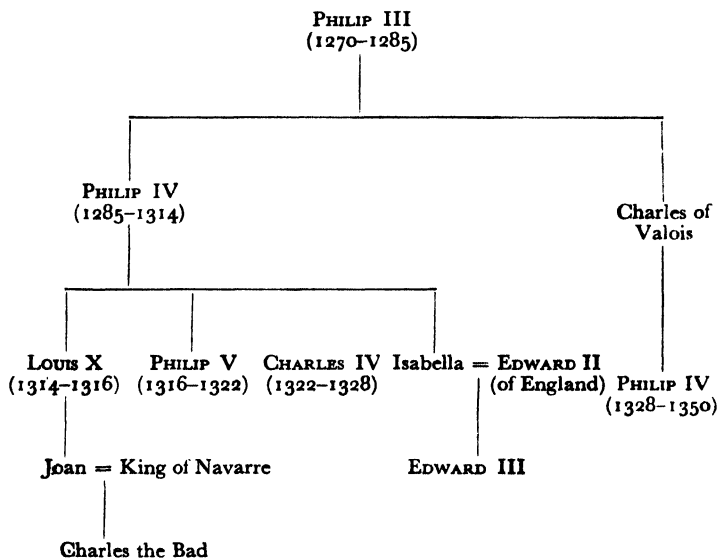 PHILIP III
(1270–1285)
PHILIP IV
(1285–1314)
Charles of
Valois
LOUIS X
(1314–1316)
PHILIP V
(1316–1322)
CHARLES IV
(1322–1328)
Isabella = EDWARD II
(of England)
PHILIP IV
(1328–1350)
Joan = King of Navarre
EDWARD III
Charles the Bad